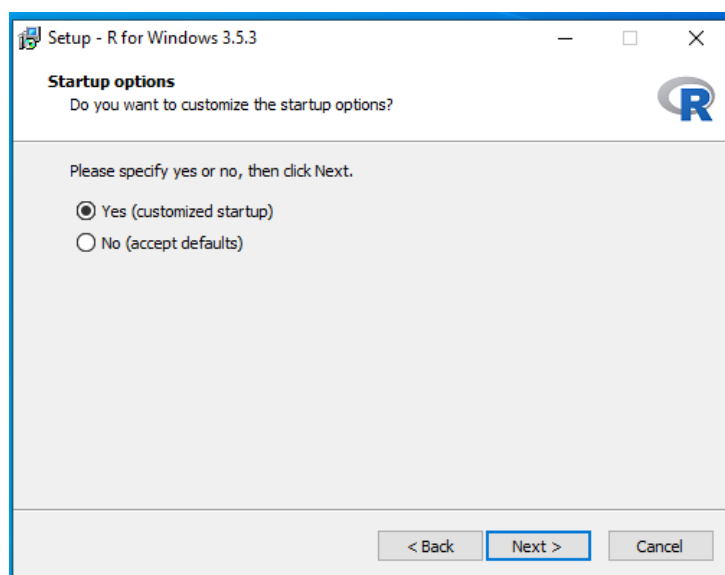 Setup - R for Windows 3.5.3
Startup options
Do you want to customize the startup options?
R
Please specify yes or no, then click Next.
Yes (customized startup)
No (accept defaults)
< Back Next > Cancel